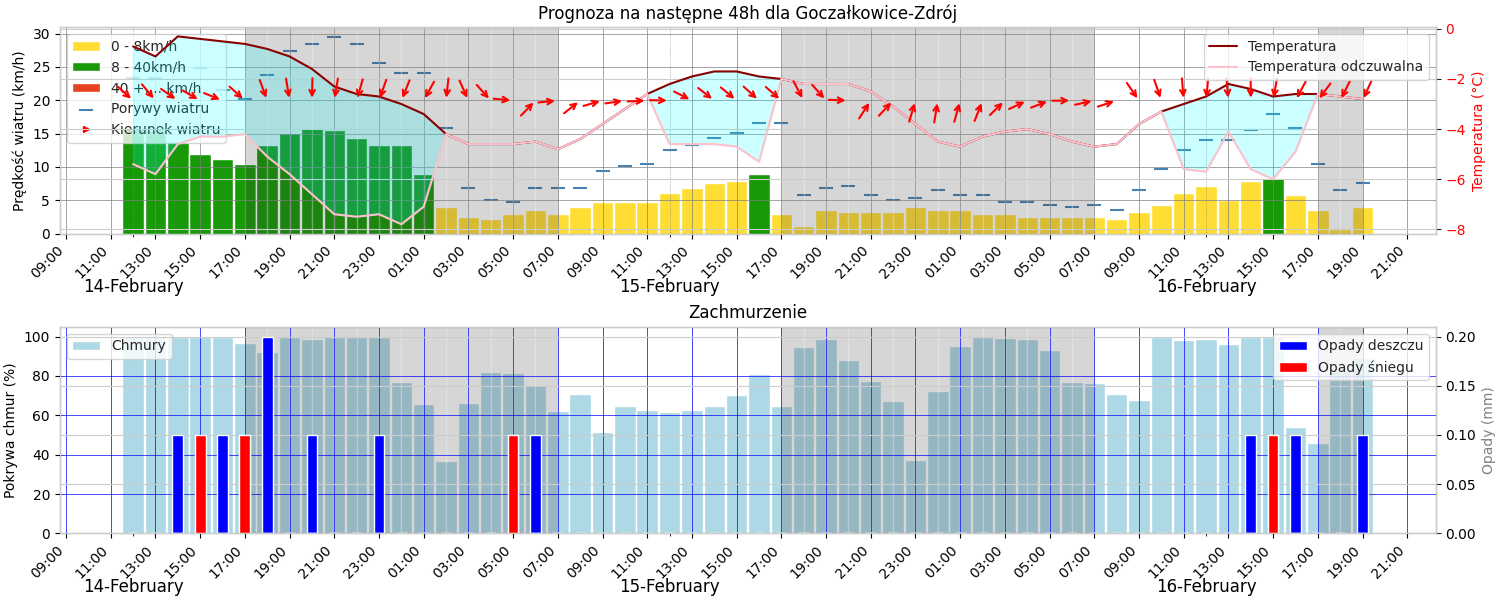 Prognoza na następne 48h dla Goczałkowice-Zdrój
Prędkość wiatru (km/h)
30
25
20
15
10
5
0
0 - 8km/h
8 - 40km/h
40 + ... km/h
Porywy wiatru
Kierunek wiatru
Temperatura
Temperatura odczuwalna
0
−2
−4
−6
−8
Temperatura (°C)
09:00 11:00 13:00 15:00 17:00 19:00 21:00 23:00 01:00 03:00 05:00 07:00 09:00 11:00 13:00 15:00 17:00 19:00 21:00 23:00 01:00 03:00 05:00 07:00 09:00 11:00 13:00 15:00 17:00 19:00 21:00
14-February 15-February 16-February
Zachmurzenie
Pokrywa chmur (%)
100
80
60
40
20
0
Chmury
Opady deszczu
Opady śniegu
0.20
0.15
0.10
0.05
0.00
Opady (mm)
09:00 11:00 13:00 15:00 17:00 19:00 21:00 23:00 01:00 03:00 05:00 07:00 09:00 11:00 13:00 15:00 17:00 19:00 21:00 23:00 01:00 03:00 05:00 07:00 09:00 11:00 13:00 15:00 17:00 19:00 21:00
14-February 15-February 16-February